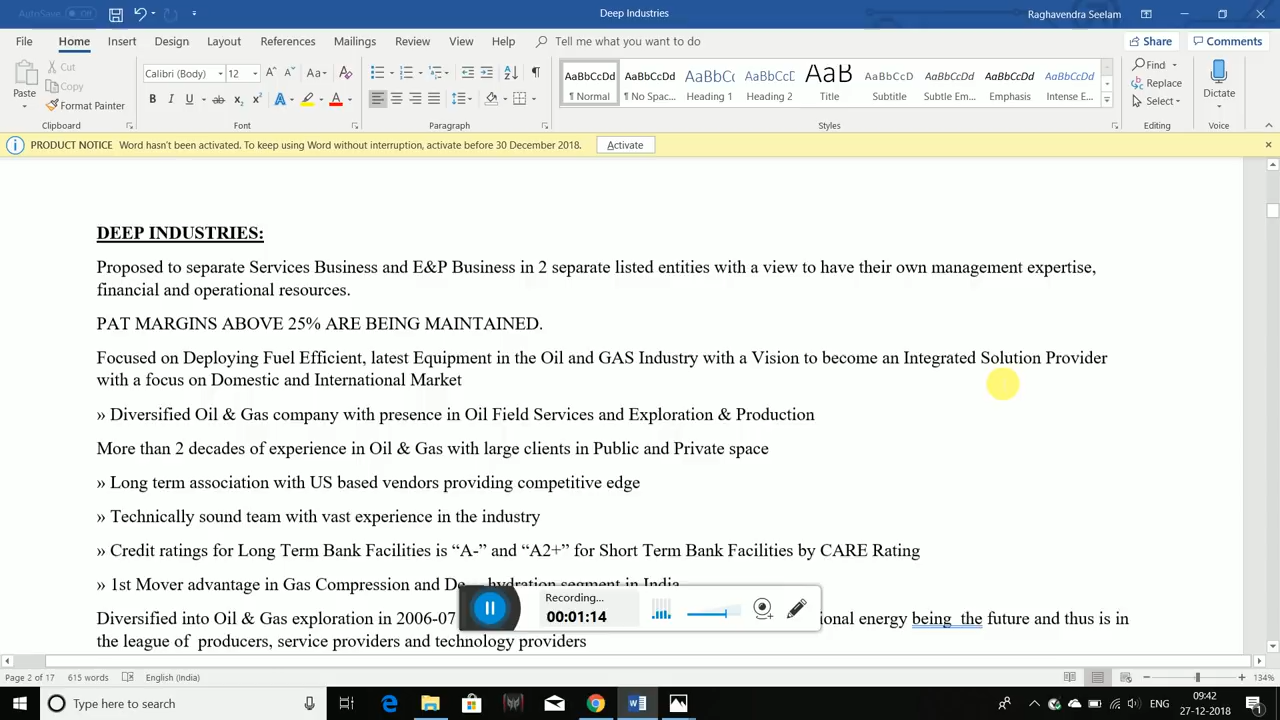 AutoSave Off
Deep Industries
Raghavendra Seelam
File Home Insert Design Layout References Mailings Review View Help Tell me what you want to do Share Comments
Paste Cut Copy Format Painter
Calibri (Body) 12
AaBbCcDd ¶ Normal
AaBbCcDd ¶ No Spac...
AaBbC( Heading 1
AaBbCcD Heading 2
AaB Title
AaBbCcD Subtitle
AaBbCcDd Subtle Em...
AaBbCcDd Emphasis
AaBbCcDd Intense E...
Find Replace Select
Dictate
Clipboard Font Paragraph Styles Editing Voice
PRODUCT NOTICE Word hasn't been activated. To keep using Word without interruption, activate before 30 December 2018. Activate
DEEP INDUSTRIES:
Proposed to separate Services Business and E&P Business in 2 separate listed entities with a view to have their own management expertise,
financial and operational resources.
PAT MARGINS ABOVE 25% ARE BEING MAINTAINED.
Focused on Deploying Fuel Efficient, latest Equipment in the Oil and GAS Industry with a Vision to become an Integrated Solution Provider
with a focus on Domestic and International Market
» Diversified Oil & Gas company with presence in Oil Field Services and Exploration & Production
More than 2 decades of experience in Oil & Gas with large clients in Public and Private space
» Long term association with US based vendors providing competitive edge
» Technically sound team with vast experience in the industry
» Credit ratings for Long Term Bank Facilities is “A-” and “A2+” for Short Term Bank Facilities by CARE Rating
» 1st Mover advantage in Gas Compression and De hydration segment in India
Recording...
00:01:14
Diversified into Oil & Gas exploration in 2006-07 energy being the future and thus is in
the league of producers, service providers and technology providers
Page 2 of 17 615 words English (India) 134%
Type here to search
ENG
09:42
27-12-2018